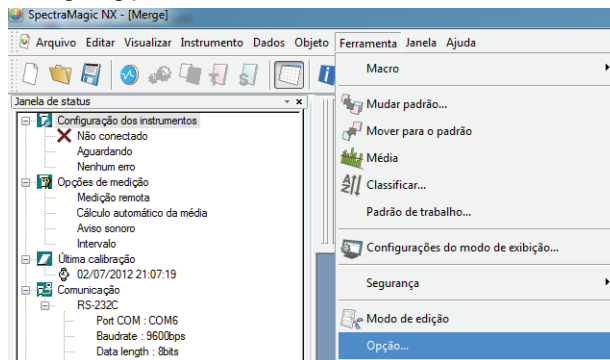 SpectraMagic NX - [Merge]
Arquivo Editar Visualizar Instrumento Dados Objeto Ferramenta Janela Ajuda
Janela de status
Configuração dos instrumentos
Não conectado
Aguardando
Nenhum erro
Opções de medição
Medição remota
Cálculo automático da média
Aviso sonoro
Intervalo
Última calibração
02/07/2012 21:07:19
Comunicação
RS-232C
Port COM : COM6
Baudrate : 9600bps
Data length : 8bits
Macro
Mudar padrão...
Mover para o padrão
Média
Classificar...
Padrão de trabalho...
Configurações do modo de exibição...
Segurança
Modo de edição
Opção...